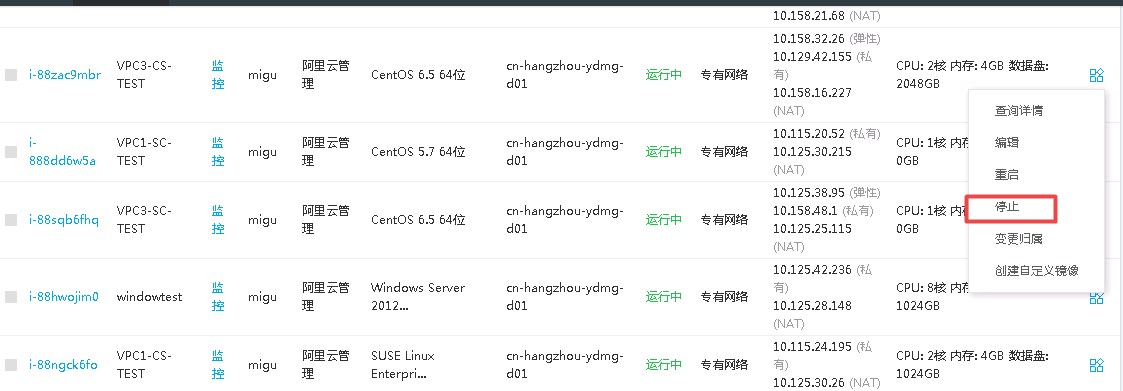 10.158.21.68 (NAT)
i-88zac9mbr
VPC3-CS-
TEST
监
控
migu
阿里云管
理
CentOS 6.5 64位
cn-hangzhou-ydmg-
d01
运行中
专有网络
10.158.32.26 (弹性)
10.129.42.155 (私
有)
10.158.16.227
(NAT)
CPU: 2核 内存: 4GB 数据盘:
2048GB
i-
888dd6w5a
VPC1-SC-
TEST
监
控
migu
阿里云管
理
CentOS 5.7 64位
cn-hangzhou-ydmg-
d01
运行中
专有网络
10.115.20.52 (私有)
10.125.30.215
(NAT)
CPU: 1核 内存
0GB
i-88sqb6fhq
VPC3-SC-
TEST
监
控
migu
阿里云管
理
CentOS 6.5 64位
cn-hangzhou-ydmg-
d01
运行中
专有网络
10.125.38.95 (弹性)
10.158.48.1 (私有)
10.125.25.115
(NAT)
CPU: 1核 内存
0GB
i-88hwojim0
windowtest
监
控
migu
阿里云管
理
Windows Server
2012...
cn-hangzhou-ydmg-
d01
运行中
专有网络
10.125.42.236 (私
有)
10.125.28.148
(NAT)
CPU: 8核 内存
1024GB
i-88ngck6fo
VPC1-CS-
TEST
监
控
migu
阿里云管
理
SUSE Linux
Enterpri...
cn-hangzhou-ydmg-
d01
运行中
专有网络
10.115.24.195 (私
有)
10.125.30.26 (NAT)
CPU: 2核 内存: 4GB 数据盘:
1024GB
查询详情
编辑
重启
停止
变更归属
创建自定义镜像